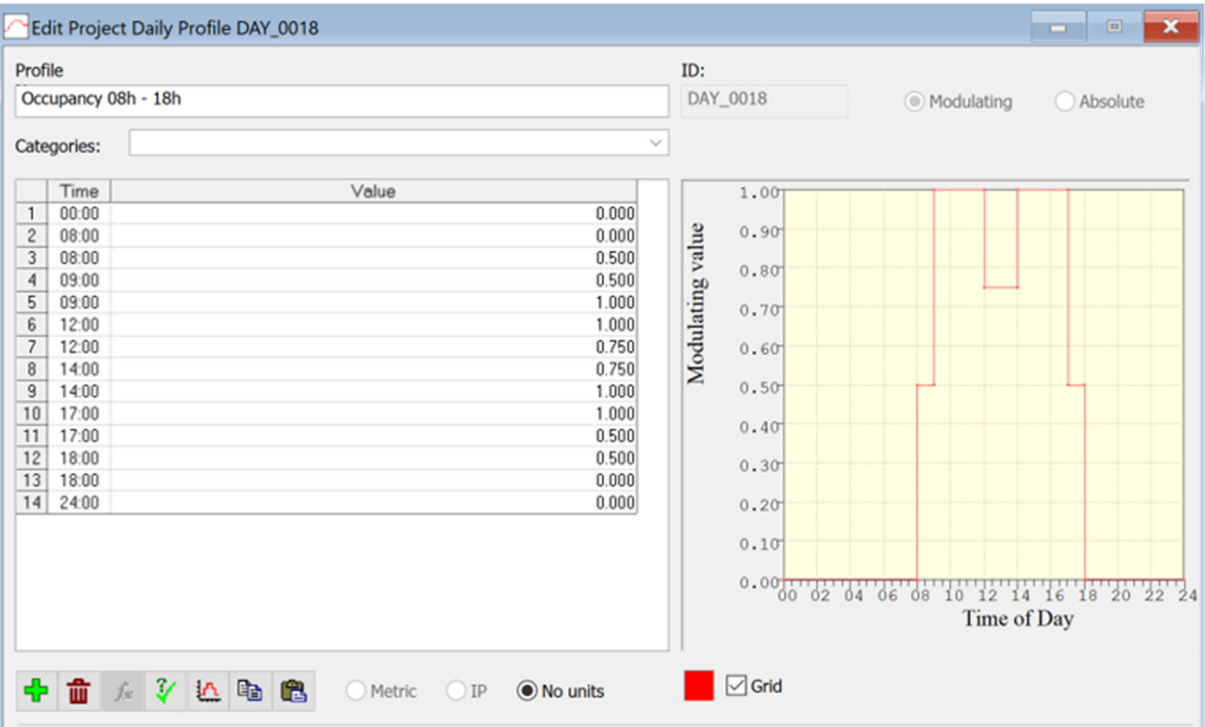 Edit Project Daily Profile DAY_0018
Profile
ID:
Occupancy 08h - 18h
DAY_0018
Modulating
Absolute
Categories:
Time Value
1 00:00 0.000
2 08:00 0.000
3 08:00 0.500
4 09:00 0.500
5 09:00 1.000
6 12:00 1.000
7 12:00 0.750
8 14:00 0.750
9 14:00 1.000
10 17:00 1.000
11 17:00 0.500
12 18:00 0.500
13 18:00 0.000
14 24:00 0.000
Modulating value
1.00
0.90
0.80
0.70
0.60
0.50
0.40
0.30
0.20
0.10
0.00
00 02 04 06 08 10 12 14 16 18 20 22 24
Time of Day
fx
Metric
IP
No units
Grid